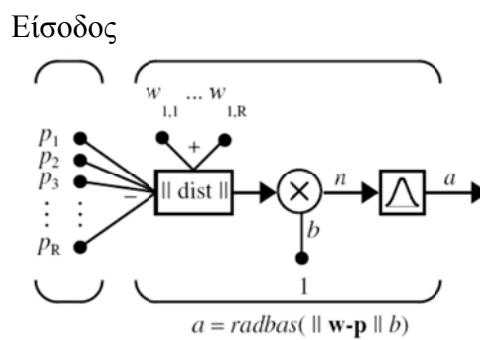 Είσοδος
w1,1 ... w1,R
p1
p2
p3
pR
+
−
|| dist ||
n
a
b
1
a = radbas( || w-p || b)